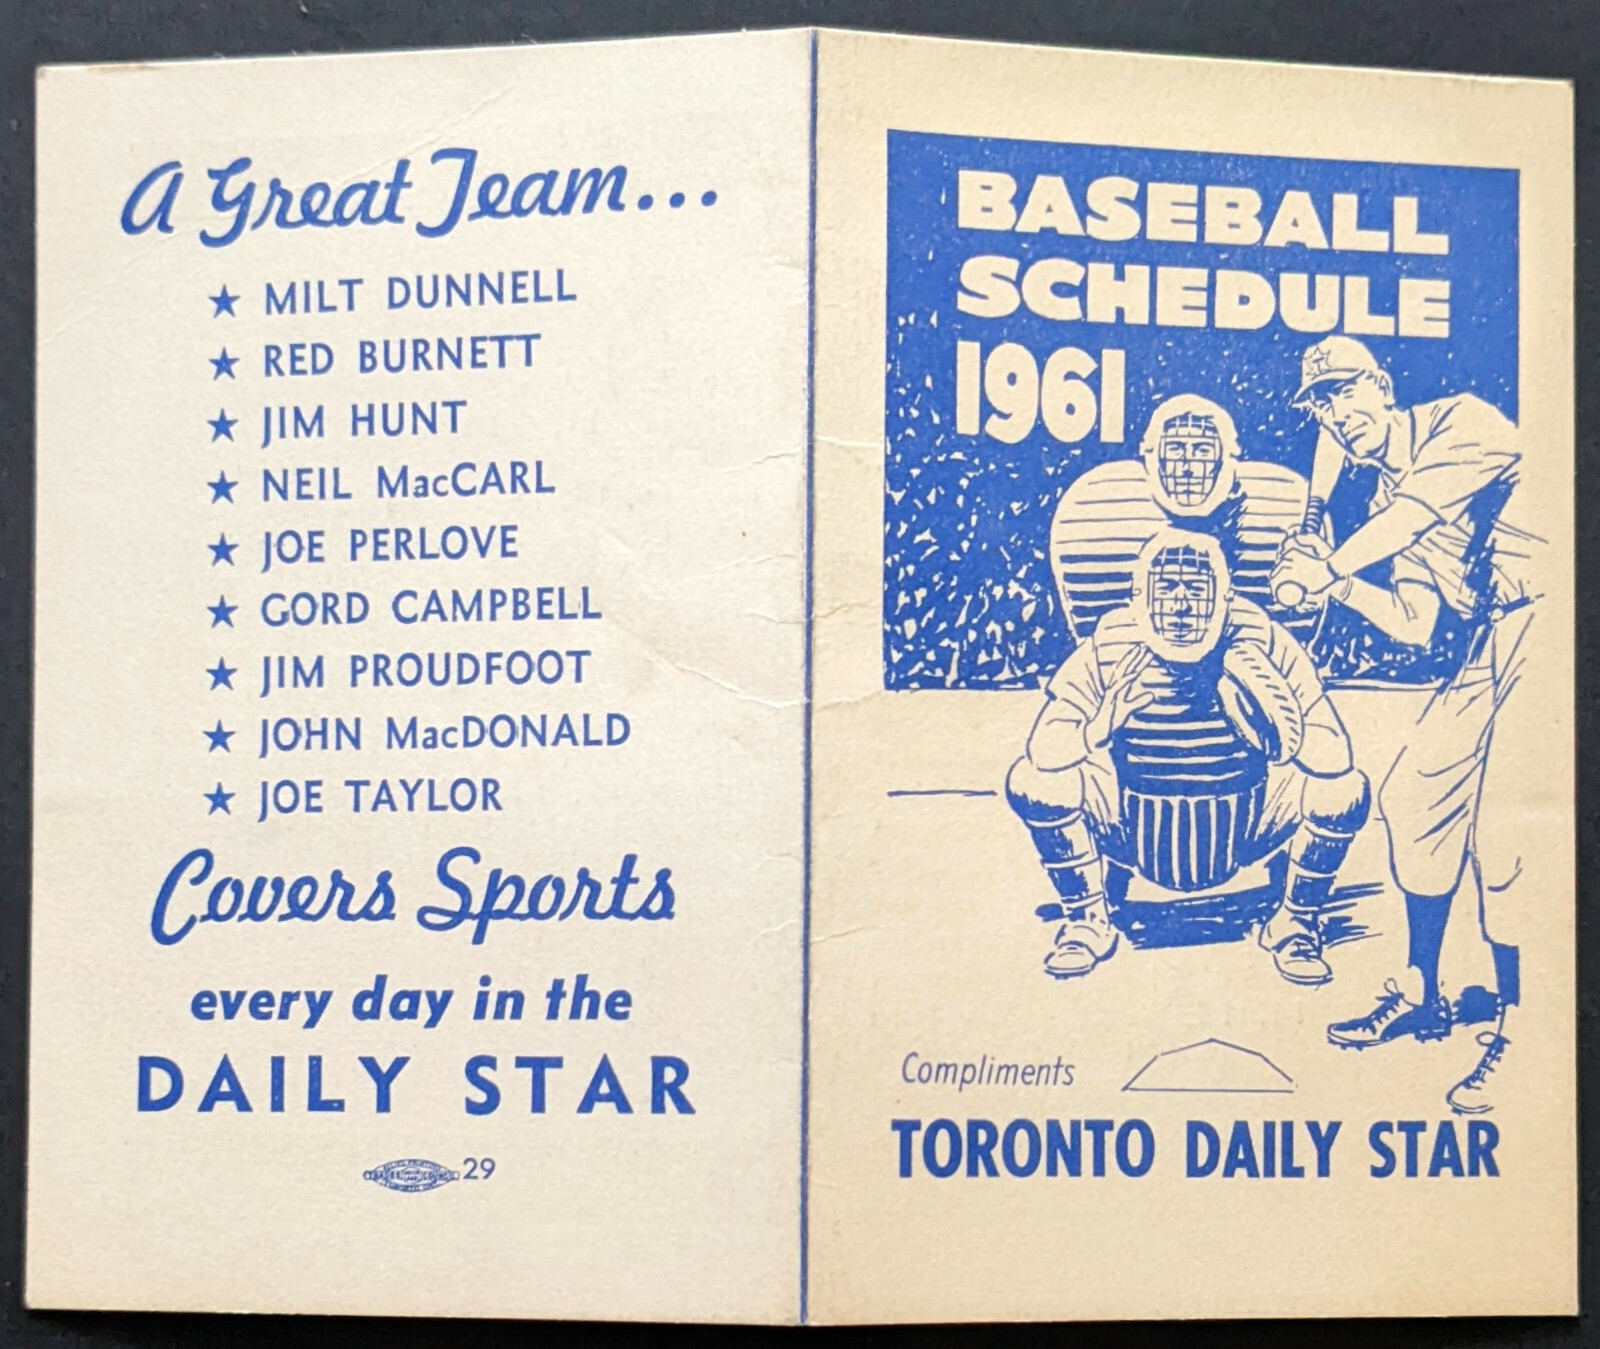 A Great Team...
★ MILT DUNNELL
★ RED BURNETT
★ JIM HUNT
★ NEIL MacCARL
★ JOE PERLOVE
★ GORD CAMPBELL
★ JIM PROUDFOOT
★ JOHN MacDONALD
★ JOE TAYLOR
Covers Sports
every day in the
DAILY STAR
29
BASEBALL
SCHEDULE
1961
Compliments
TORONTO DAILY STAR